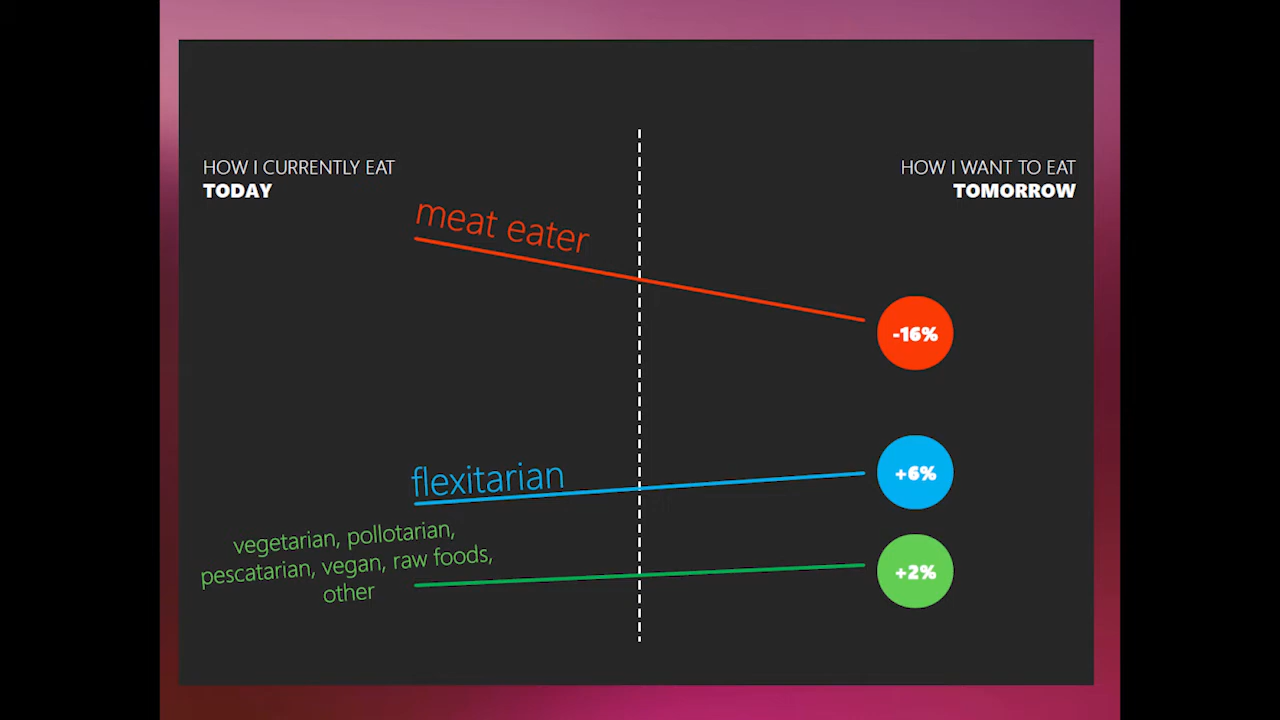 HOW I CURRENTLY EAT
TODAY
HOW I WANT TO EAT
TOMORROW
meat eater
-16%
flexitarian
+6%
vegetarian, pollotarian,
pescatarian, vegan, raw foods,
other
+2%